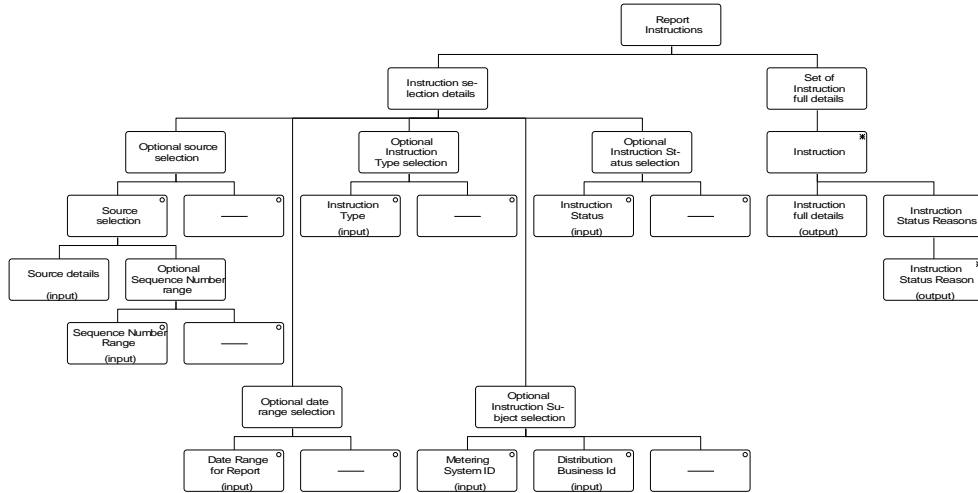 Report
Instructions
Instruction se-
lection details
Set of
Instruction
full details
Optional source
selection
Optional
Instruction
Type selection
Optional
Instruction St-
atus selection
Instruction
Source
selection
Instruction
Type
(input)
Instruction
Status
(input)
Instruction
full details
(output)
Instruction
Status Reasons
Source details
(input)
Optional
Sequence Number
range
Instruction
Status Reason
(output)
Sequence Number
Range
(input)
Optional date
range selection
Optional
Instruction Su-
bject selection
Date Range
for Report
(input)
Metering
System ID
(input)
Distribution
Business Id
(input)